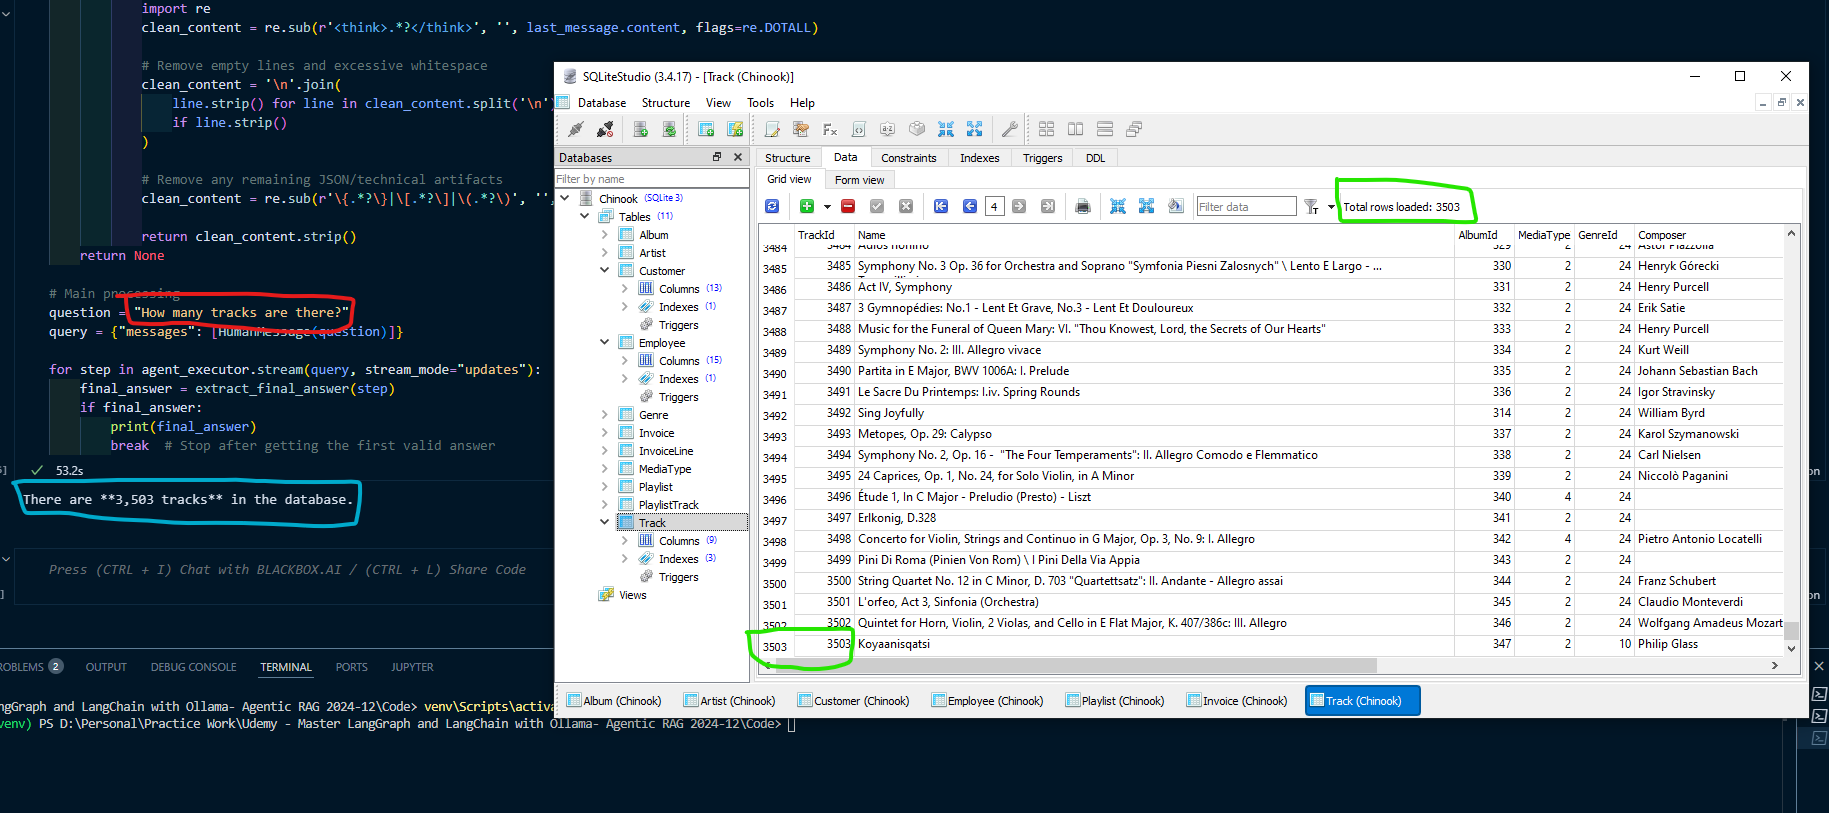 import re
clean_content = re.sub(r'<think>.*?</think>', '', last_message.content, flags=re.DOTALL)
# Remove empty lines and excessive whitespace
clean_content = '\n'.join(
line.strip() for line in clean_content.split('\n')
if line.strip()
)
# Remove any remaining JSON/technical artifacts
clean_content = re.sub(r'\{.*?\}|\[.*?\]|\(.*?\)', '',
return clean_content.strip()
return None
# Main processing
question = "How many tracks are there?"
query = {"messages": [HumanMessage(question)]}
for step in agent_executor.stream(query, stream_mode="updates"):
final_answer = extract_final_answer(step)
if final_answer:
print(final_answer)
break # Stop after getting the first valid answer
53.2s
There are **3,503 tracks** in the database.
Press (CTRL + I) Chat with BLACKBOX.AI / (CTRL + L) Share Code
SQLiteStudio (3.4.17) - [Track (Chinook)]
Database Structure View Tools Help
Databases
Filter by name
Chinook (SQLite 3)
Tables (11)
Album
Artist
Customer
Columns (13)
Indexes (1)
Triggers
Employee
Columns (15)
Indexes (1)
Triggers
Genre
Invoice
InvoiceLine
MediaType
Playlist
PlaylistTrack
Track
Columns (9)
Indexes (3)
Triggers
Views
Structure Data Constraints Indexes Triggers DDL
Grid view Form view
4 Filter data Total rows loaded: 3503
TrackId Name AlbumId MediaType GenreId Composer
3484 3484 Adiós nonino 329 2 24 Astor Piazzolla
3485 3485 Symphony No. 3 Op. 36 for Orchestra and Soprano "Symfonia Piesni Zalosnych" \ Lento E Largo - ... 330 2 24 Henryk Górecki
3486 3486 Act IV, Symphony 331 2 24 Henry Purcell
3487 3487 3 Gymnopédies: No.1 - Lent Et Grave, No.3 - Lent Et Douloureux 332 2 24 Erik Satie
3488 3488 Music for the Funeral of Queen Mary: VI. "Thou Knowest, Lord, the Secrets of Our Hearts" 333 2 24 Henry Purcell
3489 3489 Symphony No. 2: III. Allegro vivace 334 2 24 Kurt Weill
3490 3490 Partita in E Major, BWV 1006A: I. Prelude 335 2 24 Johann Sebastian Bach
3491 3491 Le Sacre Du Printemps: I.iv. Spring Rounds 336 2 24 Igor Stravinsky
3492 3492 Sing Joyfully 314 2 24 William Byrd
3493 3493 Metopes, Op. 29: Calypso 337 2 24 Karol Szymanowski
3494 3494 Symphony No. 2, Op. 16 - "The Four Temperaments": II. Allegro Comodo e Flemmatico 338 2 24 Carl Nielsen
3495 3495 24 Caprices, Op. 1, No. 24, for Solo Violin, in A Minor 339 2 24 Niccolò Paganini
3496 3496 Étude 1, In C Major - Preludio (Presto) - Liszt 340 4 24
3497 3497 Erlkonig, D.328 341 2 24
3498 3498 Concerto for Violin, Strings and Continuo in G Major, Op. 3, No. 9: I. Allegro 342 4 24 Pietro Antonio Locatelli
3499 3499 Pini Di Roma (Pinien Von Rom) \ I Pini Della Via Appia 343 2 24
3500 3500 String Quartet No. 12 in C Minor, D. 703 "Quartettsatz": II. Andante - Allegro assai 344 2 24 Franz Schubert
3501 3501 L'orfeo, Act 3, Sinfonia (Orchestra) 345 2 24 Claudio Monteverdi
3502 3502 Quintet for Horn, Violin, 2 Violas, and Cello in E Flat Major, K. 407/386c: III. Allegro 346 2 24 Wolfgang Amadeus Mozart
3503 3503 Koyaanisqatsi 347 2 10 Philip Glass
Album (Chinook) Artist (Chinook) Customer (Chinook) Employee (Chinook) Playlist (Chinook) Invoice (Chinook) Track (Chinook)
ROBLEMS 2 OUTPUT DEBUG CONSOLE TERMINAL PORTS JUPYTER
ngGraph and LangChain with Ollama- Agentic RAG 2024-12\Code> venv\Scripts\activa
venv) PS D:\Personal\Practice Work\Udemy - Master LangGraph and LangChain with Ollama- Agentic RAG 2024-12\Code>